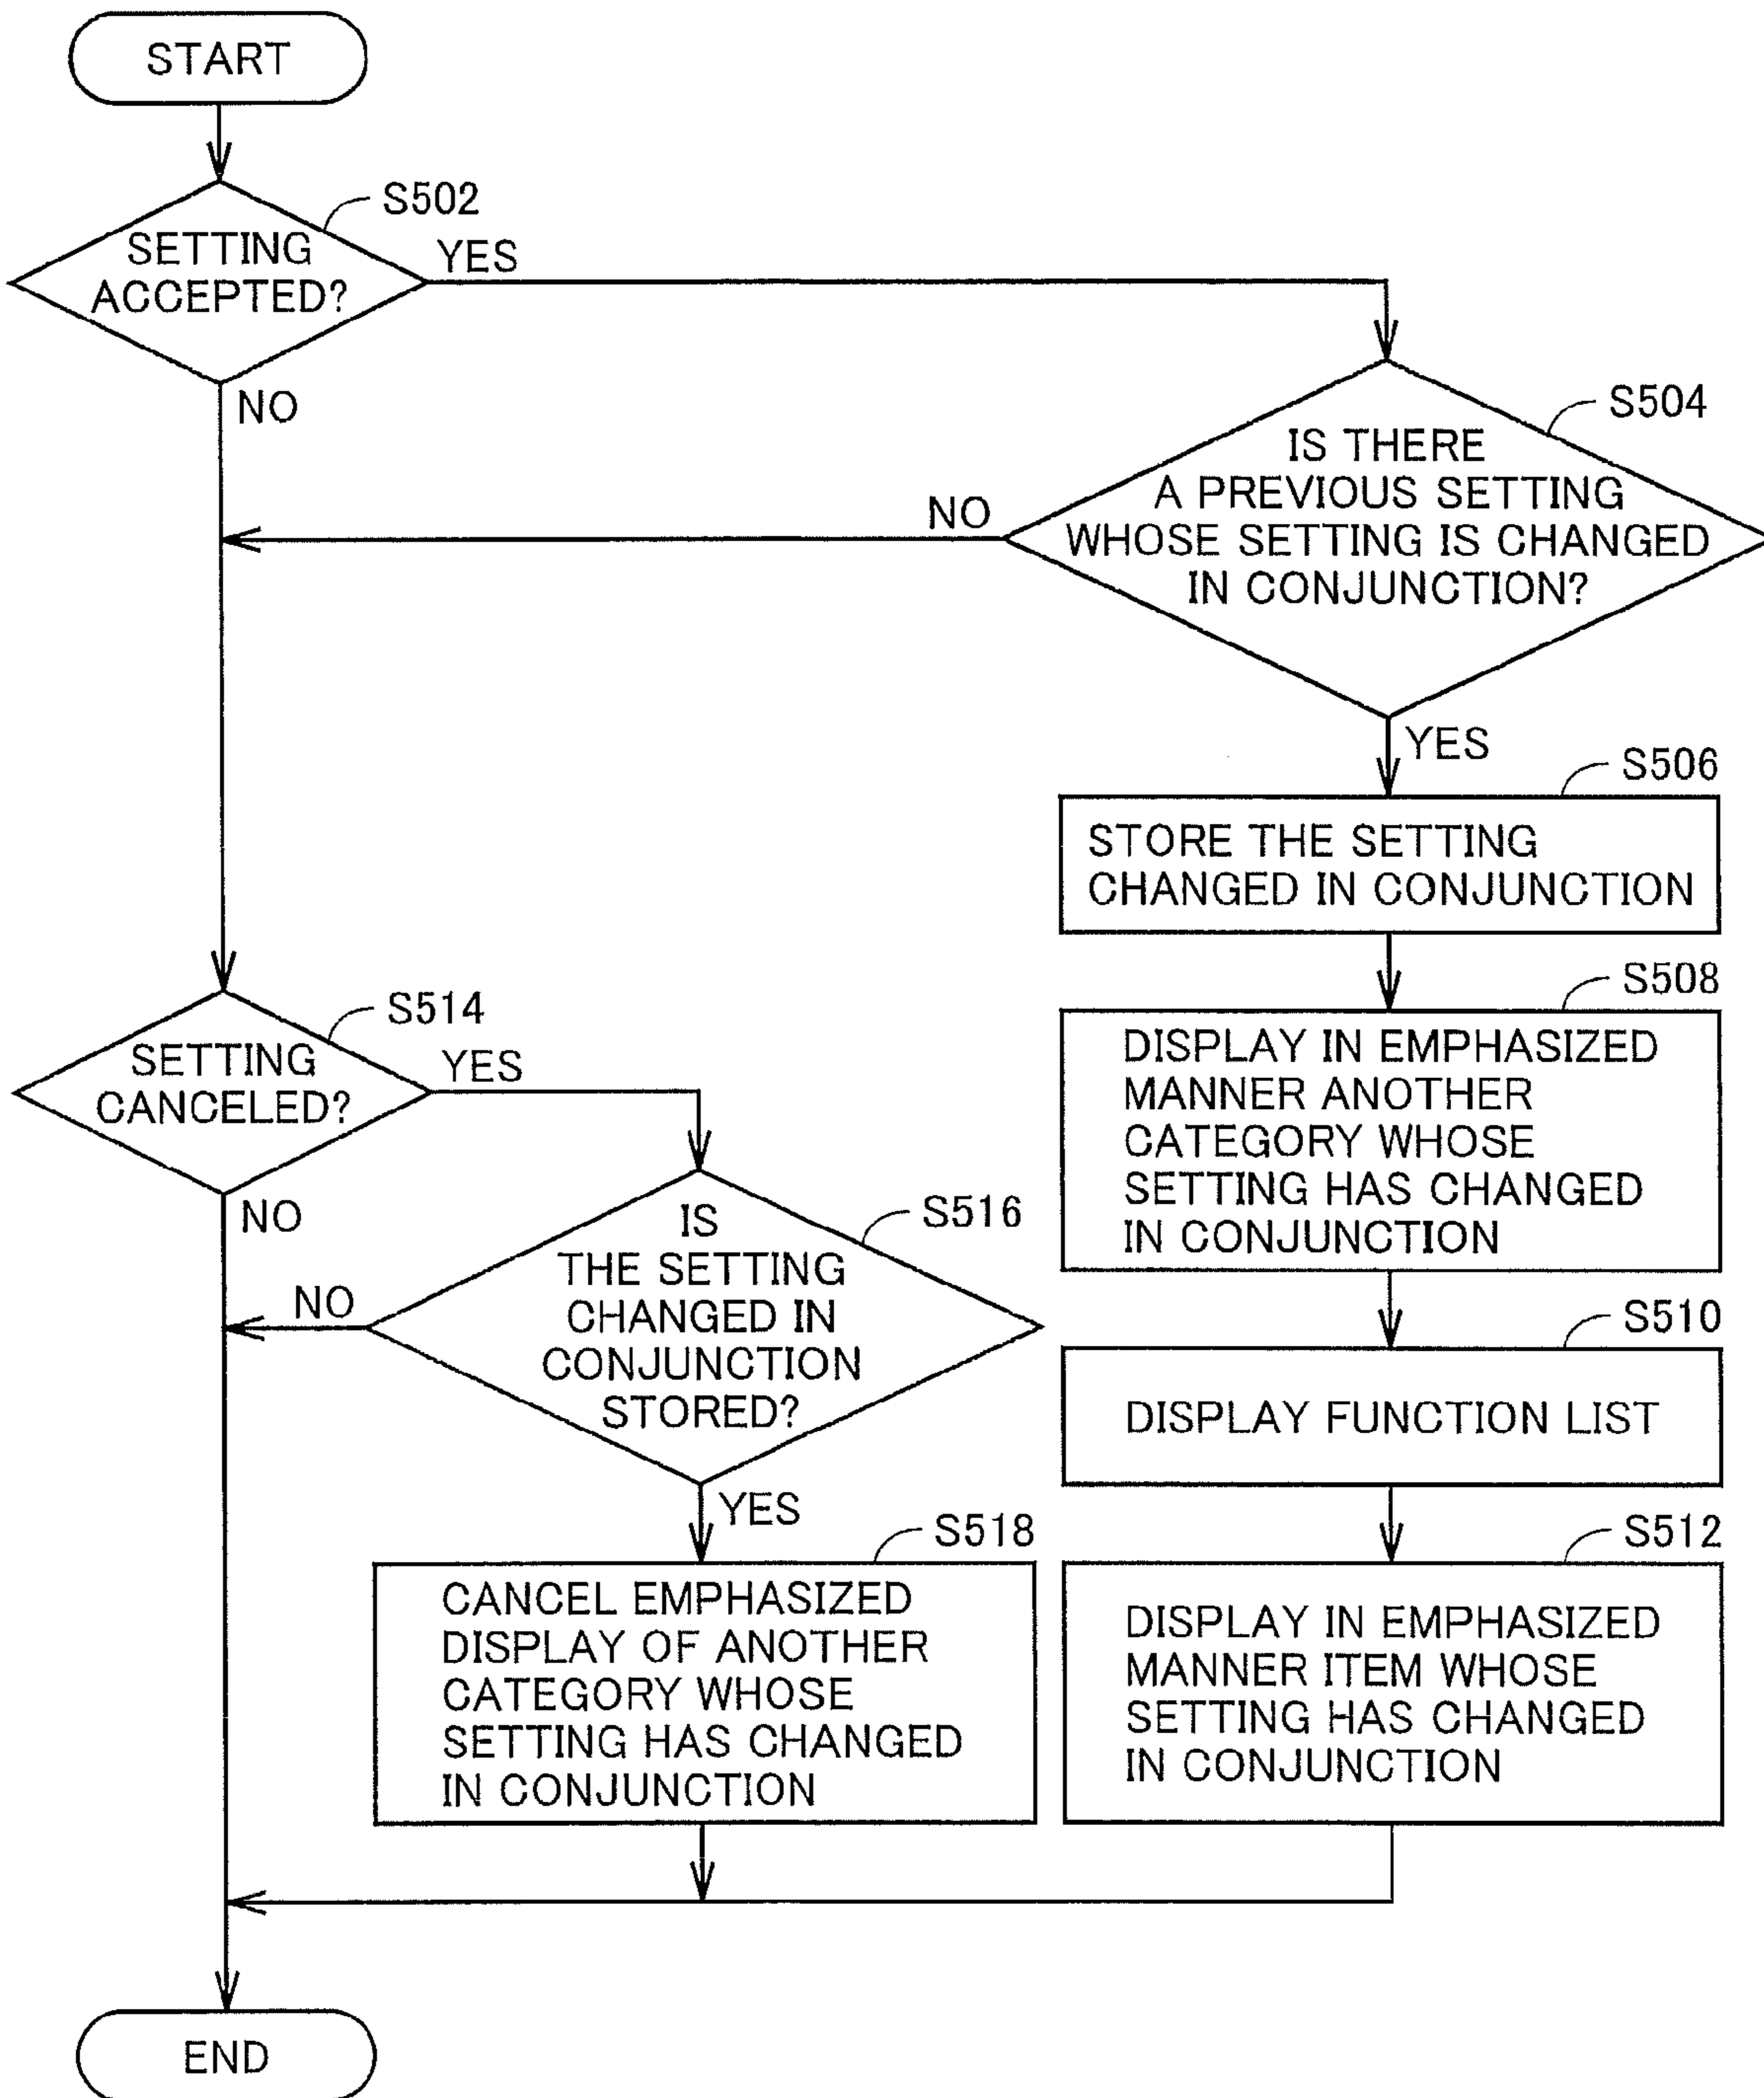 START
S502
SETTING
ACCEPTED?
YES
NO
S504
IS THERE
A PREVIOUS SETTING
WHOSE SETTING IS CHANGED
IN CONJUNCTION?
NO
YES
S506
STORE THE SETTING
CHANGED IN CONJUNCTION
S508
DISPLAY IN EMPHASIZED
MANNER ANOTHER
CATEGORY WHOSE
SETTING HAS CHANGED
IN CONJUNCTION
S510
DISPLAY FUNCTION LIST
S512
DISPLAY IN EMPHASIZED
MANNER ITEM WHOSE
SETTING HAS CHANGED
IN CONJUNCTION
S514
SETTING
CANCELED?
YES
NO
S516
IS
THE SETTING
CHANGED IN
CONJUNCTION
STORED?
NO
YES
S518
CANCEL EMPHASIZED
DISPLAY OF ANOTHER
CATEGORY WHOSE
SETTING HAS CHANGED
IN CONJUNCTION
END